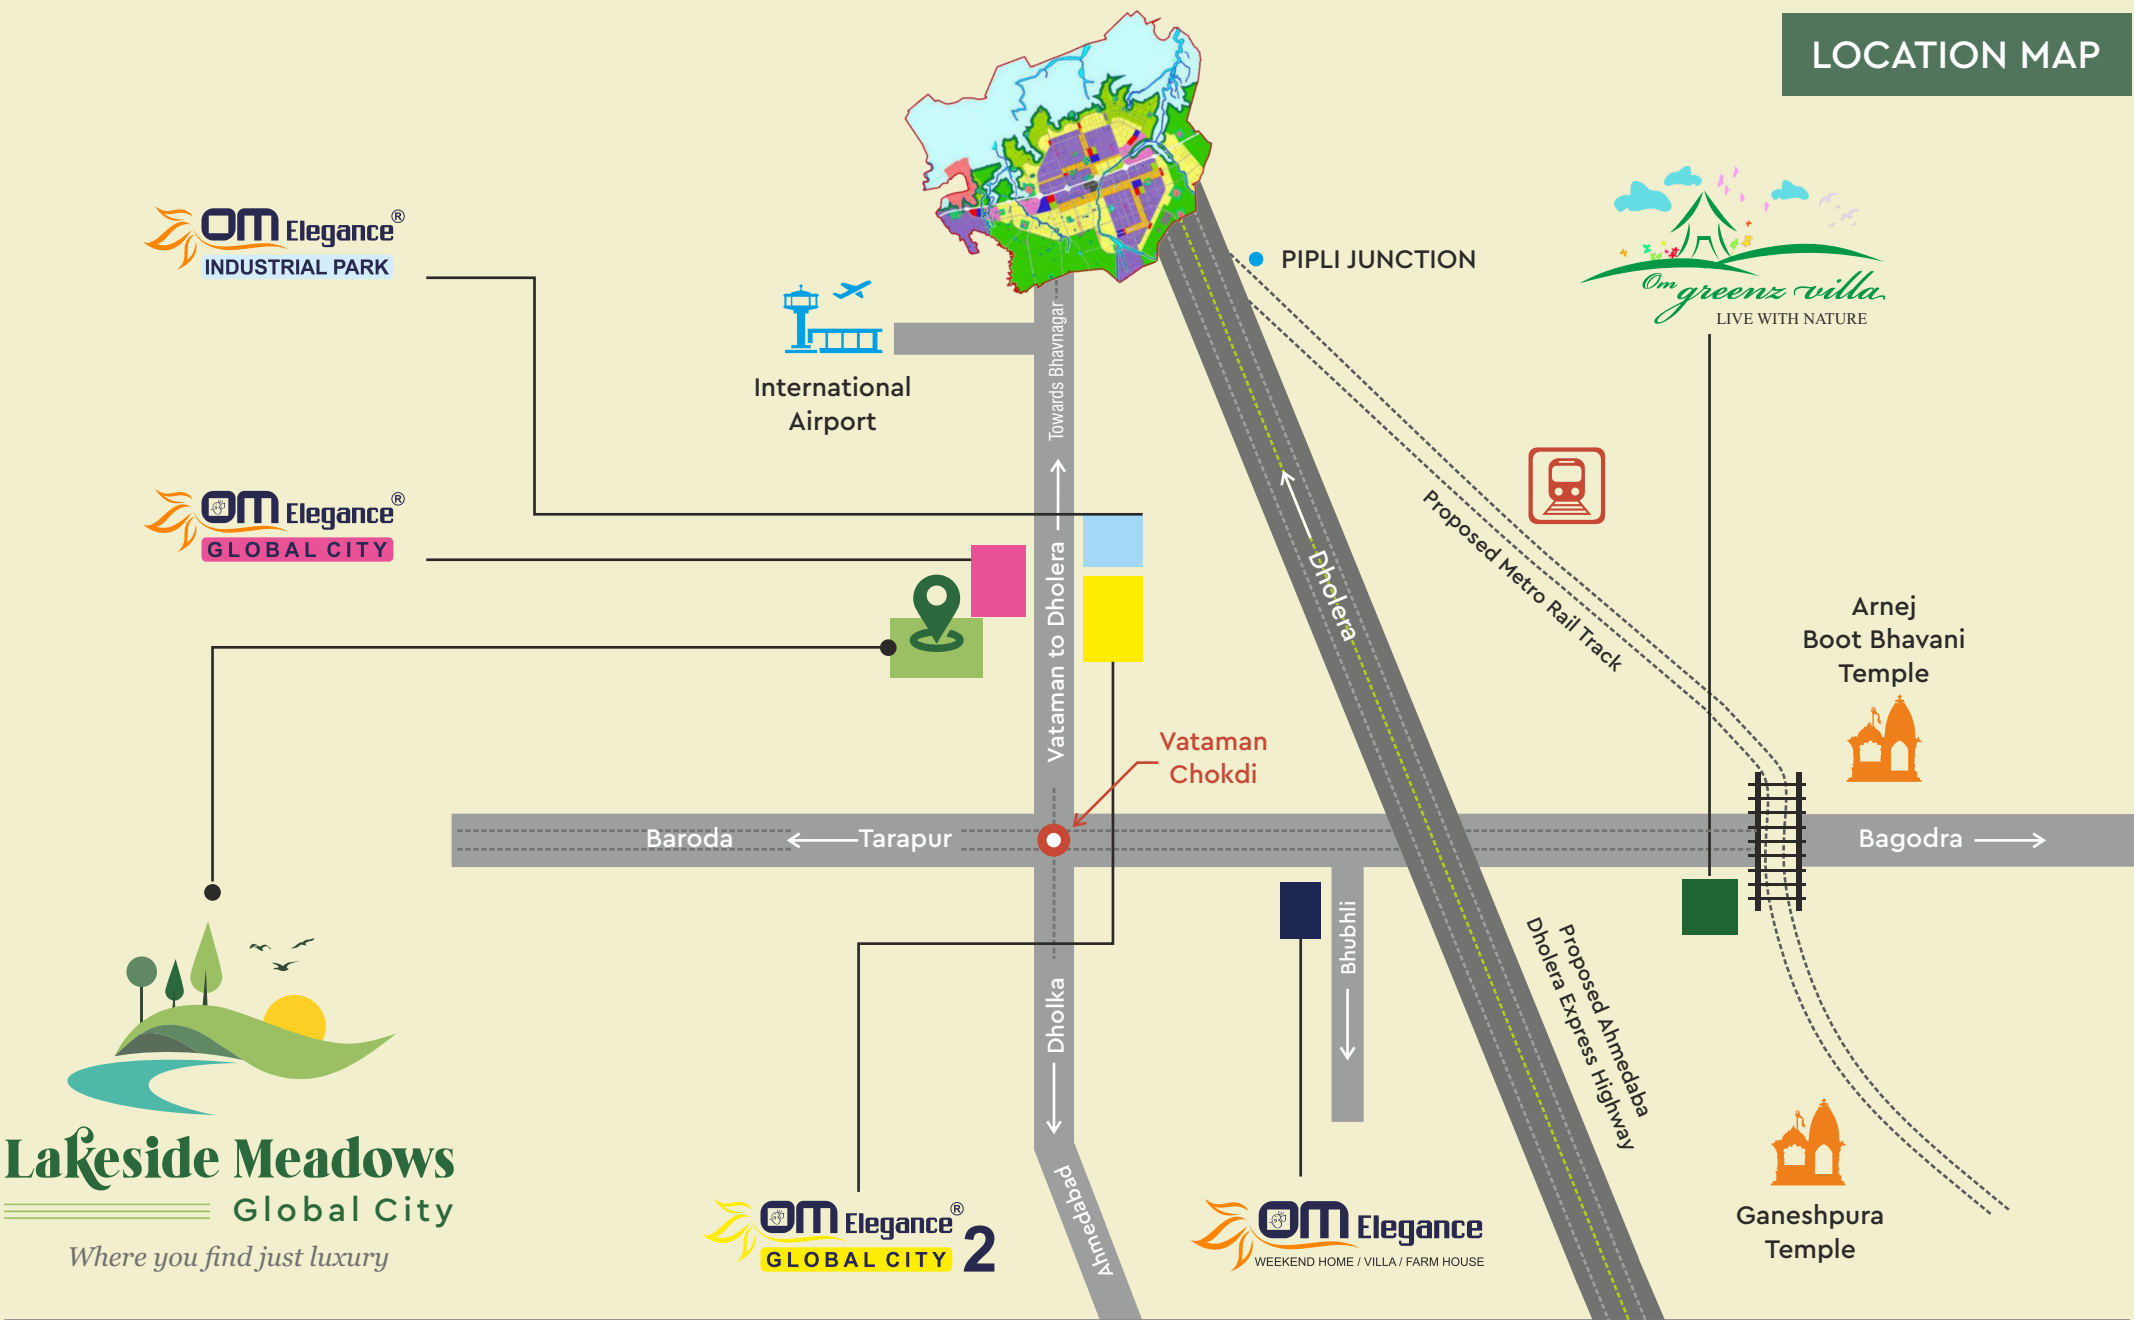 LOCATION MAP
OM Elegance®
INDUSTRIAL PARK
PIPLI JUNCTION
Om
greenz villa
LIVE WITH NATURE
International
Airport
Towards Bhavnagar
OM Elegance®
GLOBAL CITY
Vataman to Dholera
Dholera
Proposed Metro Rail Track
Arnej
Boot Bhavani
Temple
Vataman
Chokdi
Baroda
Tarapur
Bagodra
Dholka
Bhubhli
Proposed Ahmedaba
Dholera Express Highway
Ahmedabad
Lakeside Meadows
Global City
Where you find just luxury
OM Elegance® 2
GLOBAL CITY
OM Elegance
WEEKEND HOME / VILLA / FARM HOUSE
Ganeshpura
Temple